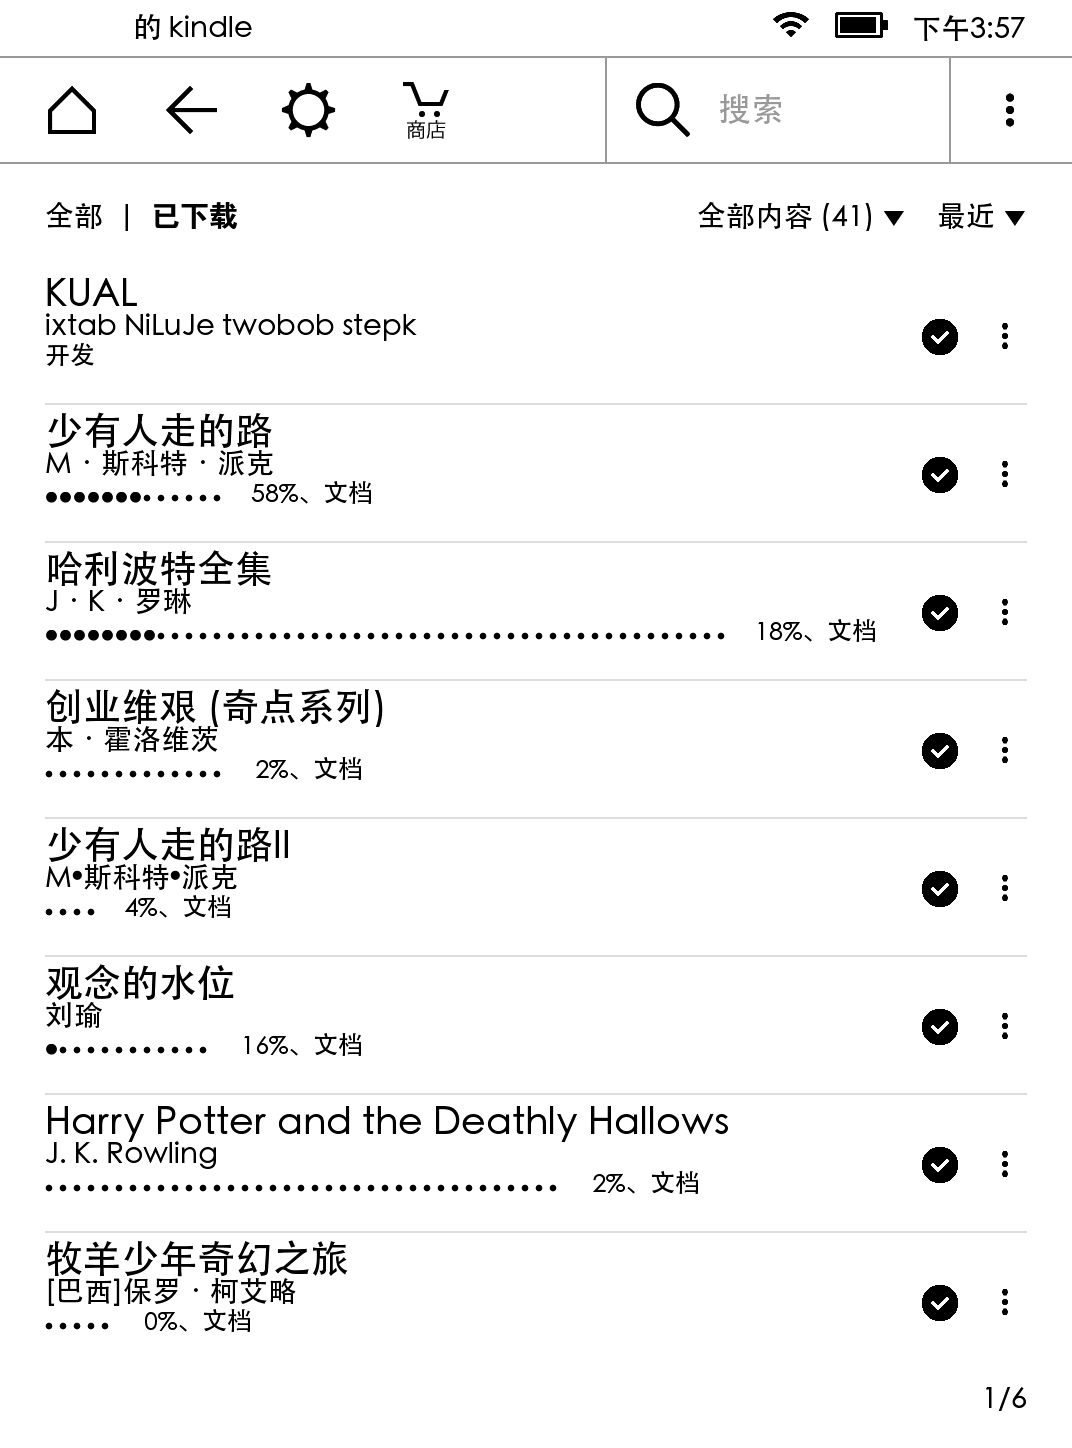 的 kindle
下午3:57
商店
搜索
全部 | 已下载
全部内容 (41) ▼ 最近 ▼
KUAL
ixtab NiLuJe twobob stepk
开发
少有人走的路
M · 斯科特 · 派克
58%、文档
哈利波特全集
J · K · 罗琳
18%、文档
创业维艰 (奇点系列)
本 · 霍洛维茨
2%、文档
少有人走的路II
M•斯科特•派克
4%、文档
观念的水位
刘瑜
16%、文档
Harry Potter and the Deathly Hallows
J. K. Rowling
2%、文档
牧羊少年奇幻之旅
[巴西]保罗 · 柯艾略
0%、文档
1/6